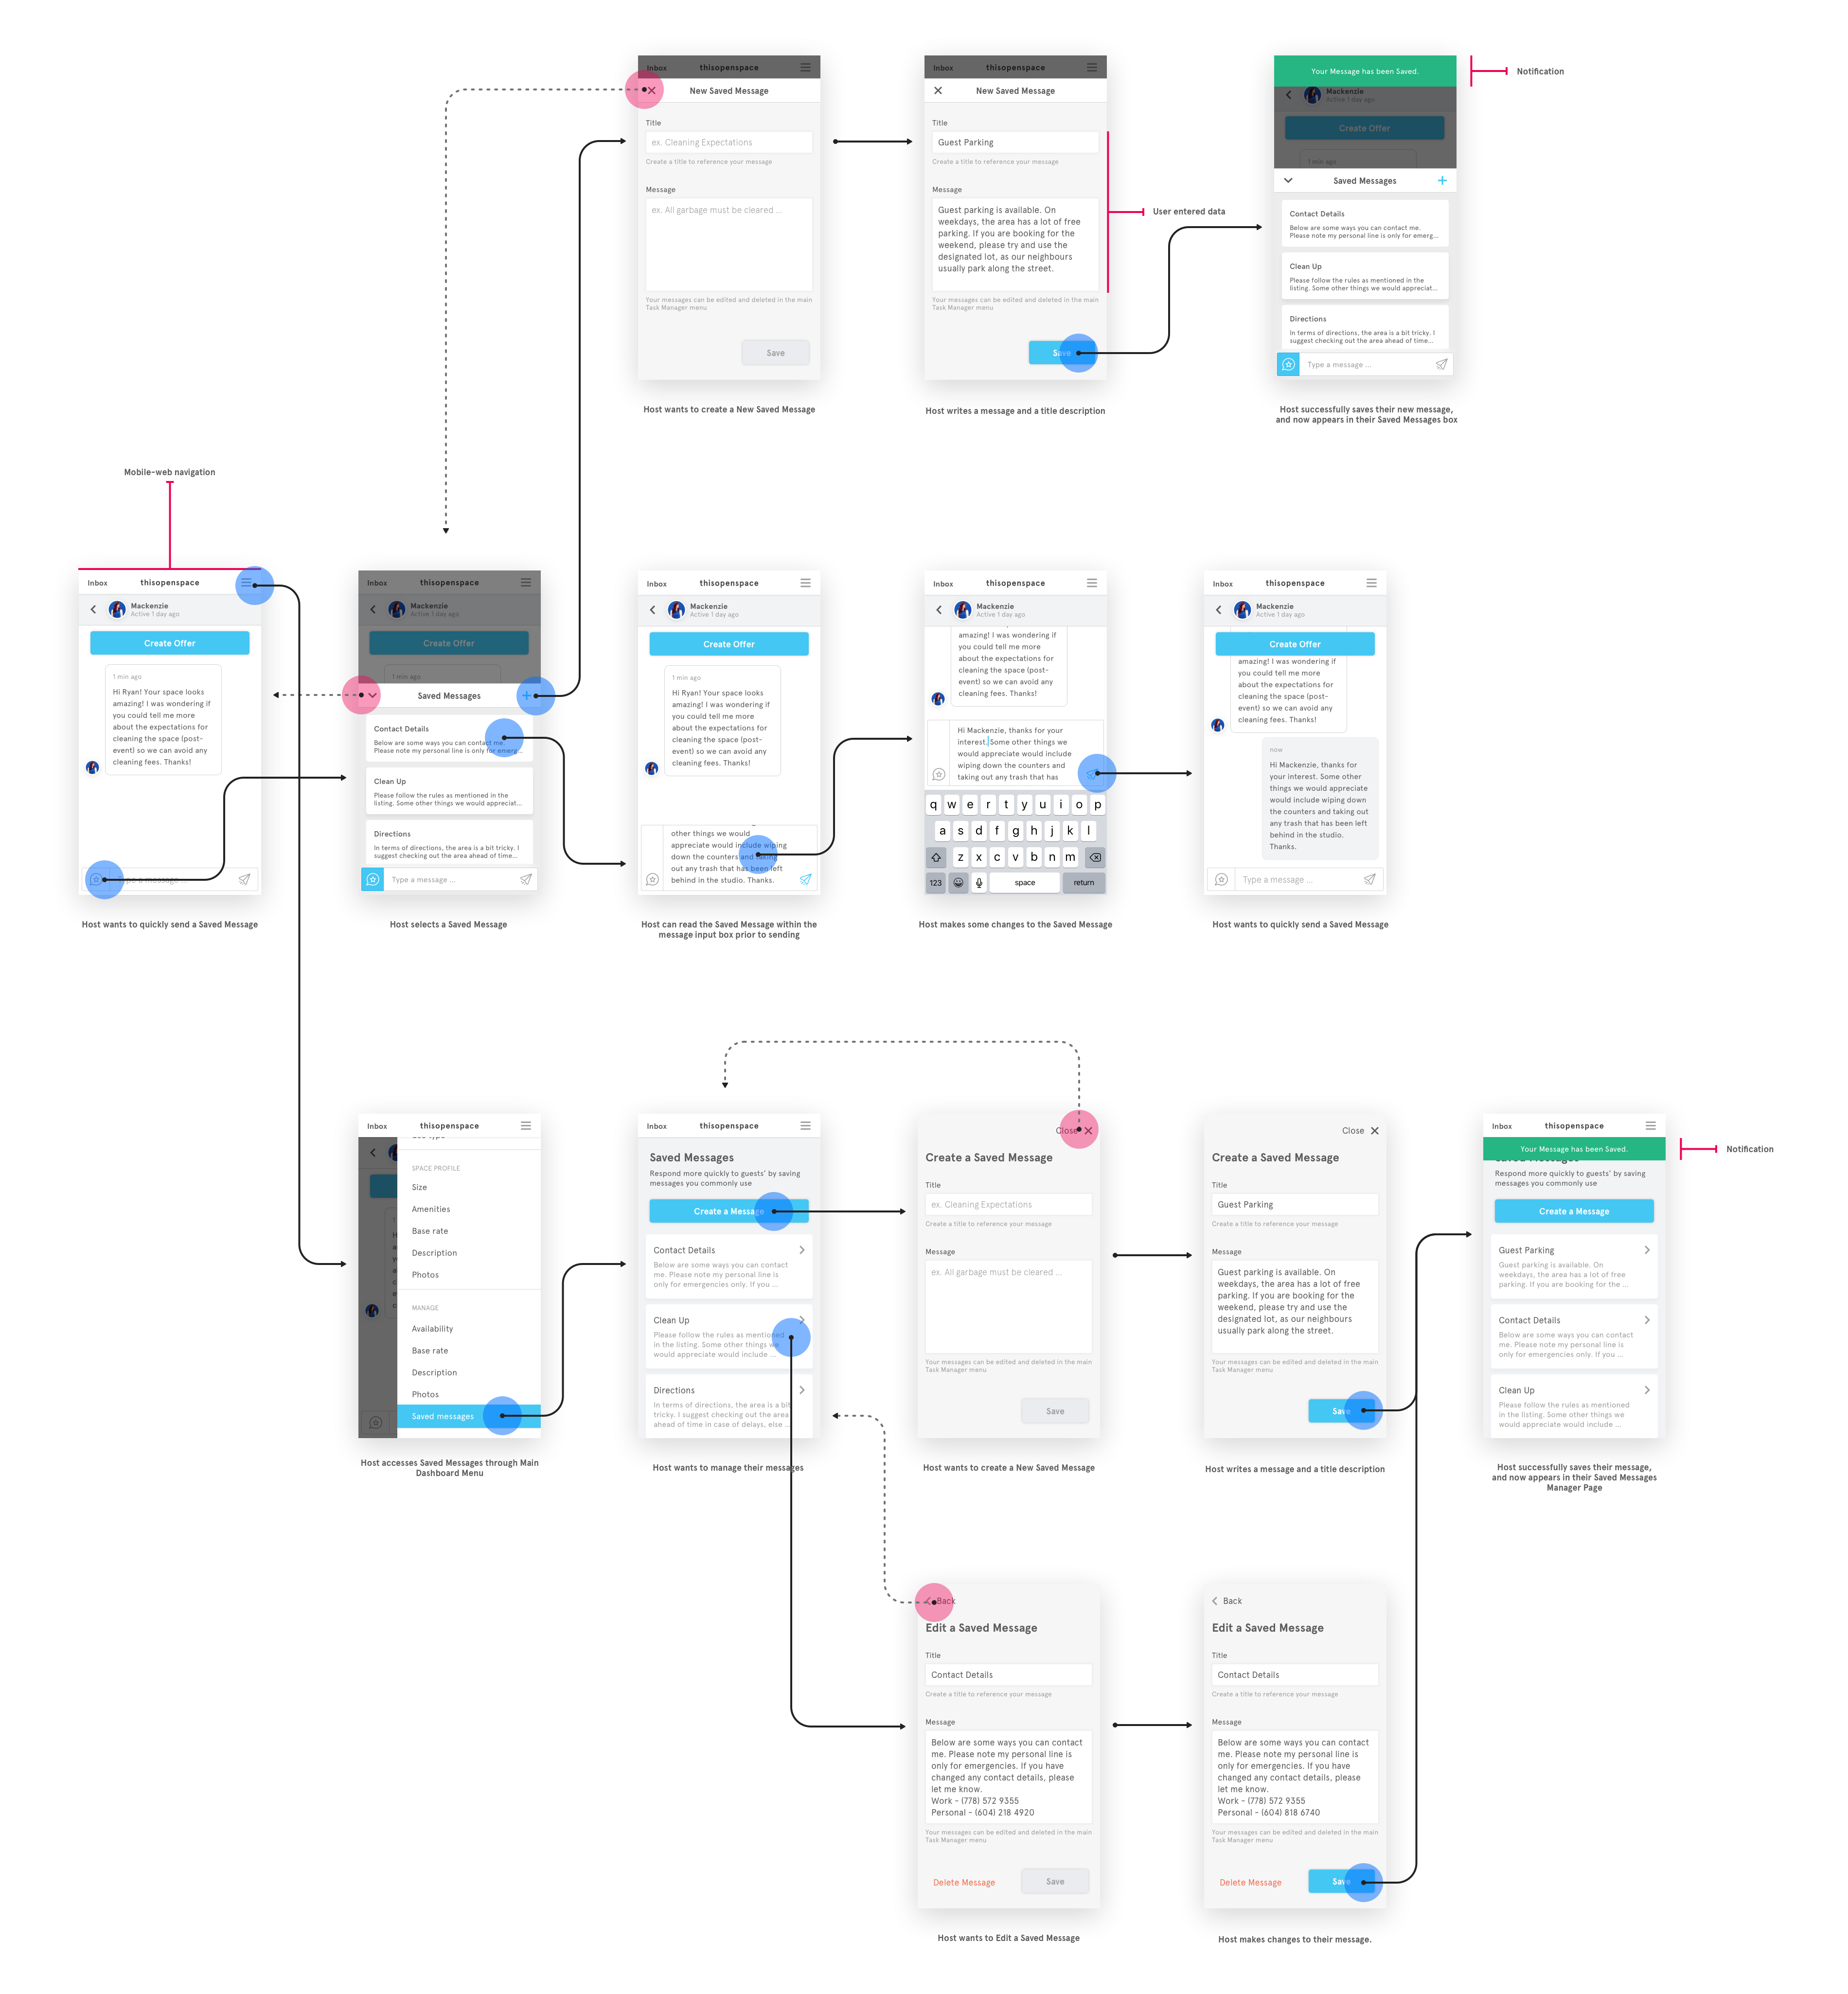 Inbox
thisopenspace
New Saved Message
Title
ex. Cleaning Expectations
Create a title to reference your message
Message
ex. All garbage must be cleared ...
Your messages can be edited and deleted in the main
Task Manager menu
Save
Host wants to create a New Saved Message
Inbox
thisopenspace
New Saved Message
Title
Guest Parking
Create a title to reference your message
Message
Guest parking is available. On
weekdays, the area has a lot of free
parking. If you are booking for the
weekend, please try and use the
designated lot, as our neighbours
usually park along the street.
Your messages can be edited and deleted in the main
Task Manager menu
Save
Host writes a message and a title description
User entered data
Your Message has been Saved.
Mackenzie
Active 1 day ago
Create Offer
1 min ago
Saved Messages
Contact Details
Below are some ways you can contact me.
Please note my personal line is only for emerg...
Clean Up
Please follow the rules as mentioned in the
listing. Some other things we would appreciat...
Directions
In terms of directions, the area is a bit tricky. I
suggest checking out the area ahead of time...
Type a message ...
Host successfully saves their new message,
and now appears in their Saved Messages box
Notification
Mobile-web navigation
Inbox
thisopenspace
Mackenzie
Active 1 day ago
Create Offer
1 min ago
Hi Ryan! Your space looks
amazing! I was wondering if
you could tell me more
about the expectations for
cleaning the space (post-
event) so we can avoid any
cleaning fees. Thanks!
Type a message ...
Host wants to quickly send a Saved Message
Inbox
thisopenspace
Mackenzie
Active 1 day ago
Create Offer
1 min ago
Saved Messages
Contact Details
Below are some ways you can contact me.
Please note my personal line is only for emerg...
Clean Up
Please follow the rules as mentioned in the
listing. Some other things we would appreciat...
Directions
In terms of directions, the area is a bit tricky. I
suggest checking out the area ahead of time...
Type a message ...
Host selects a Saved Message
Inbox
thisopenspace
Mackenzie
Active 1 day ago
Create Offer
1 min ago
Hi Ryan! Your space looks
amazing! I was wondering if
you could tell me more
about the expectations for
cleaning the space (post-
event) so we can avoid any
cleaning fees. Thanks!
other things we would
appreciate would include wiping
down the counters and taking
out any trash that has been left
behind in the studio. Thanks.
Host can read the Saved Message within the
message input box prior to sending
Inbox
thisopenspace
Mackenzie
Active 1 day ago
amazing! I was wondering if
you could tell me more
about the expectations for
cleaning the space (post-
event) so we can avoid any
cleaning fees. Thanks!
Hi Mackenzie, thanks for your
interest. Some other things we
would appreciate would include
wiping down the counters and
taking out any trash that has
q w e r t y u i o p
a s d f g h j k l
z x c v b n m
123 space return
Host makes some changes to the Saved Message
Inbox
thisopenspace
Mackenzie
Active 1 day ago
Create Offer
amazing! I was wondering if
you could tell me more
about the expectations for
cleaning the space (post-
event) so we can avoid any
cleaning fees. Thanks!
now
Hi Mackenzie, thanks for
your interest. Some other
things we would appreciate
would include wiping down
the counters and taking out
any trash that has been left
behind in the studio.
Thanks.
Type a message ...
Host wants to quickly send a Saved Message
Inbox
thisopenspace
SPACE PROFILE
Size
Amenities
Base rate
Description
Photos
MANAGE
Availability
Base rate
Description
Photos
Saved messages
Host accesses Saved Messages through Main
Dashboard Menu
Inbox
thisopenspace
Saved Messages
Respond more quickly to guests' by saving
messages you commonly use
Create a Message
Contact Details
Below are some ways you can contact
me. Please note my personal line is
only for emergencies only. If you ...
Clean Up
Please follow the rules as mentioned
in the listing. Some other things we
would appreciate would include ...
Directions
In terms of directions, the area is a bit
tricky. I suggest checking out the area
ahead of time in case of delays, else ...
Host wants to manage their messages
Close
Create a Saved Message
Title
ex. Cleaning Expectations
Create a title to reference your message
Message
ex. All garbage must be cleared ...
Your messages can be edited and deleted in the main
Task Manager menu
Save
Host wants to create a New Saved Message
Close
Create a Saved Message
Title
Guest Parking
Create a title to reference your message
Message
Guest parking is available. On
weekdays, the area has a lot of free
parking. If you are booking for the
weekend, please try and use the
designated lot, as our neighbours
usually park along the street.
Your messages can be edited and deleted in the main
Task Manager menu
Save
Host writes a message and a title description
Inbox
thisopenspace
Your Message has been Saved.
Respond more quickly to guests' by saving
messages you commonly use
Create a Message
Guest Parking
Guest parking is available. On
weekdays, the area has a lot of free
parking. If you are booking for the ...
Contact Details
Below are some ways you can contact
me. Please note my personal line is
only for emergencies only. If you ...
Clean Up
Please follow the rules as mentioned
in the listing. Some other things we
would appreciate would include ...
Host successfully saves their message,
and now appears in their Saved Messages
Manager Page
Notification
Back
Edit a Saved Message
Title
Contact Details
Create a title to reference your message
Message
Below are some ways you can contact
me. Please note my personal line is
only for emergencies. If you have
changed any contact details, please
let me know.
Work - (778) 572 9355
Personal - (604) 218 4920
Your messages can be edited and deleted in the main
Task Manager menu
Delete Message
Save
Host wants to Edit a Saved Message
Back
Edit a Saved Message
Title
Contact Details
Create a title to reference your message
Message
Below are some ways you can contact
me. Please note my personal line is
only for emergencies. If you have
changed any contact details, please
let me know.
Work - (778) 572 9355
Personal - (604) 818 6740
Your messages can be edited and deleted in the main
Task Manager menu
Delete Message
Save
Host makes changes to their message.